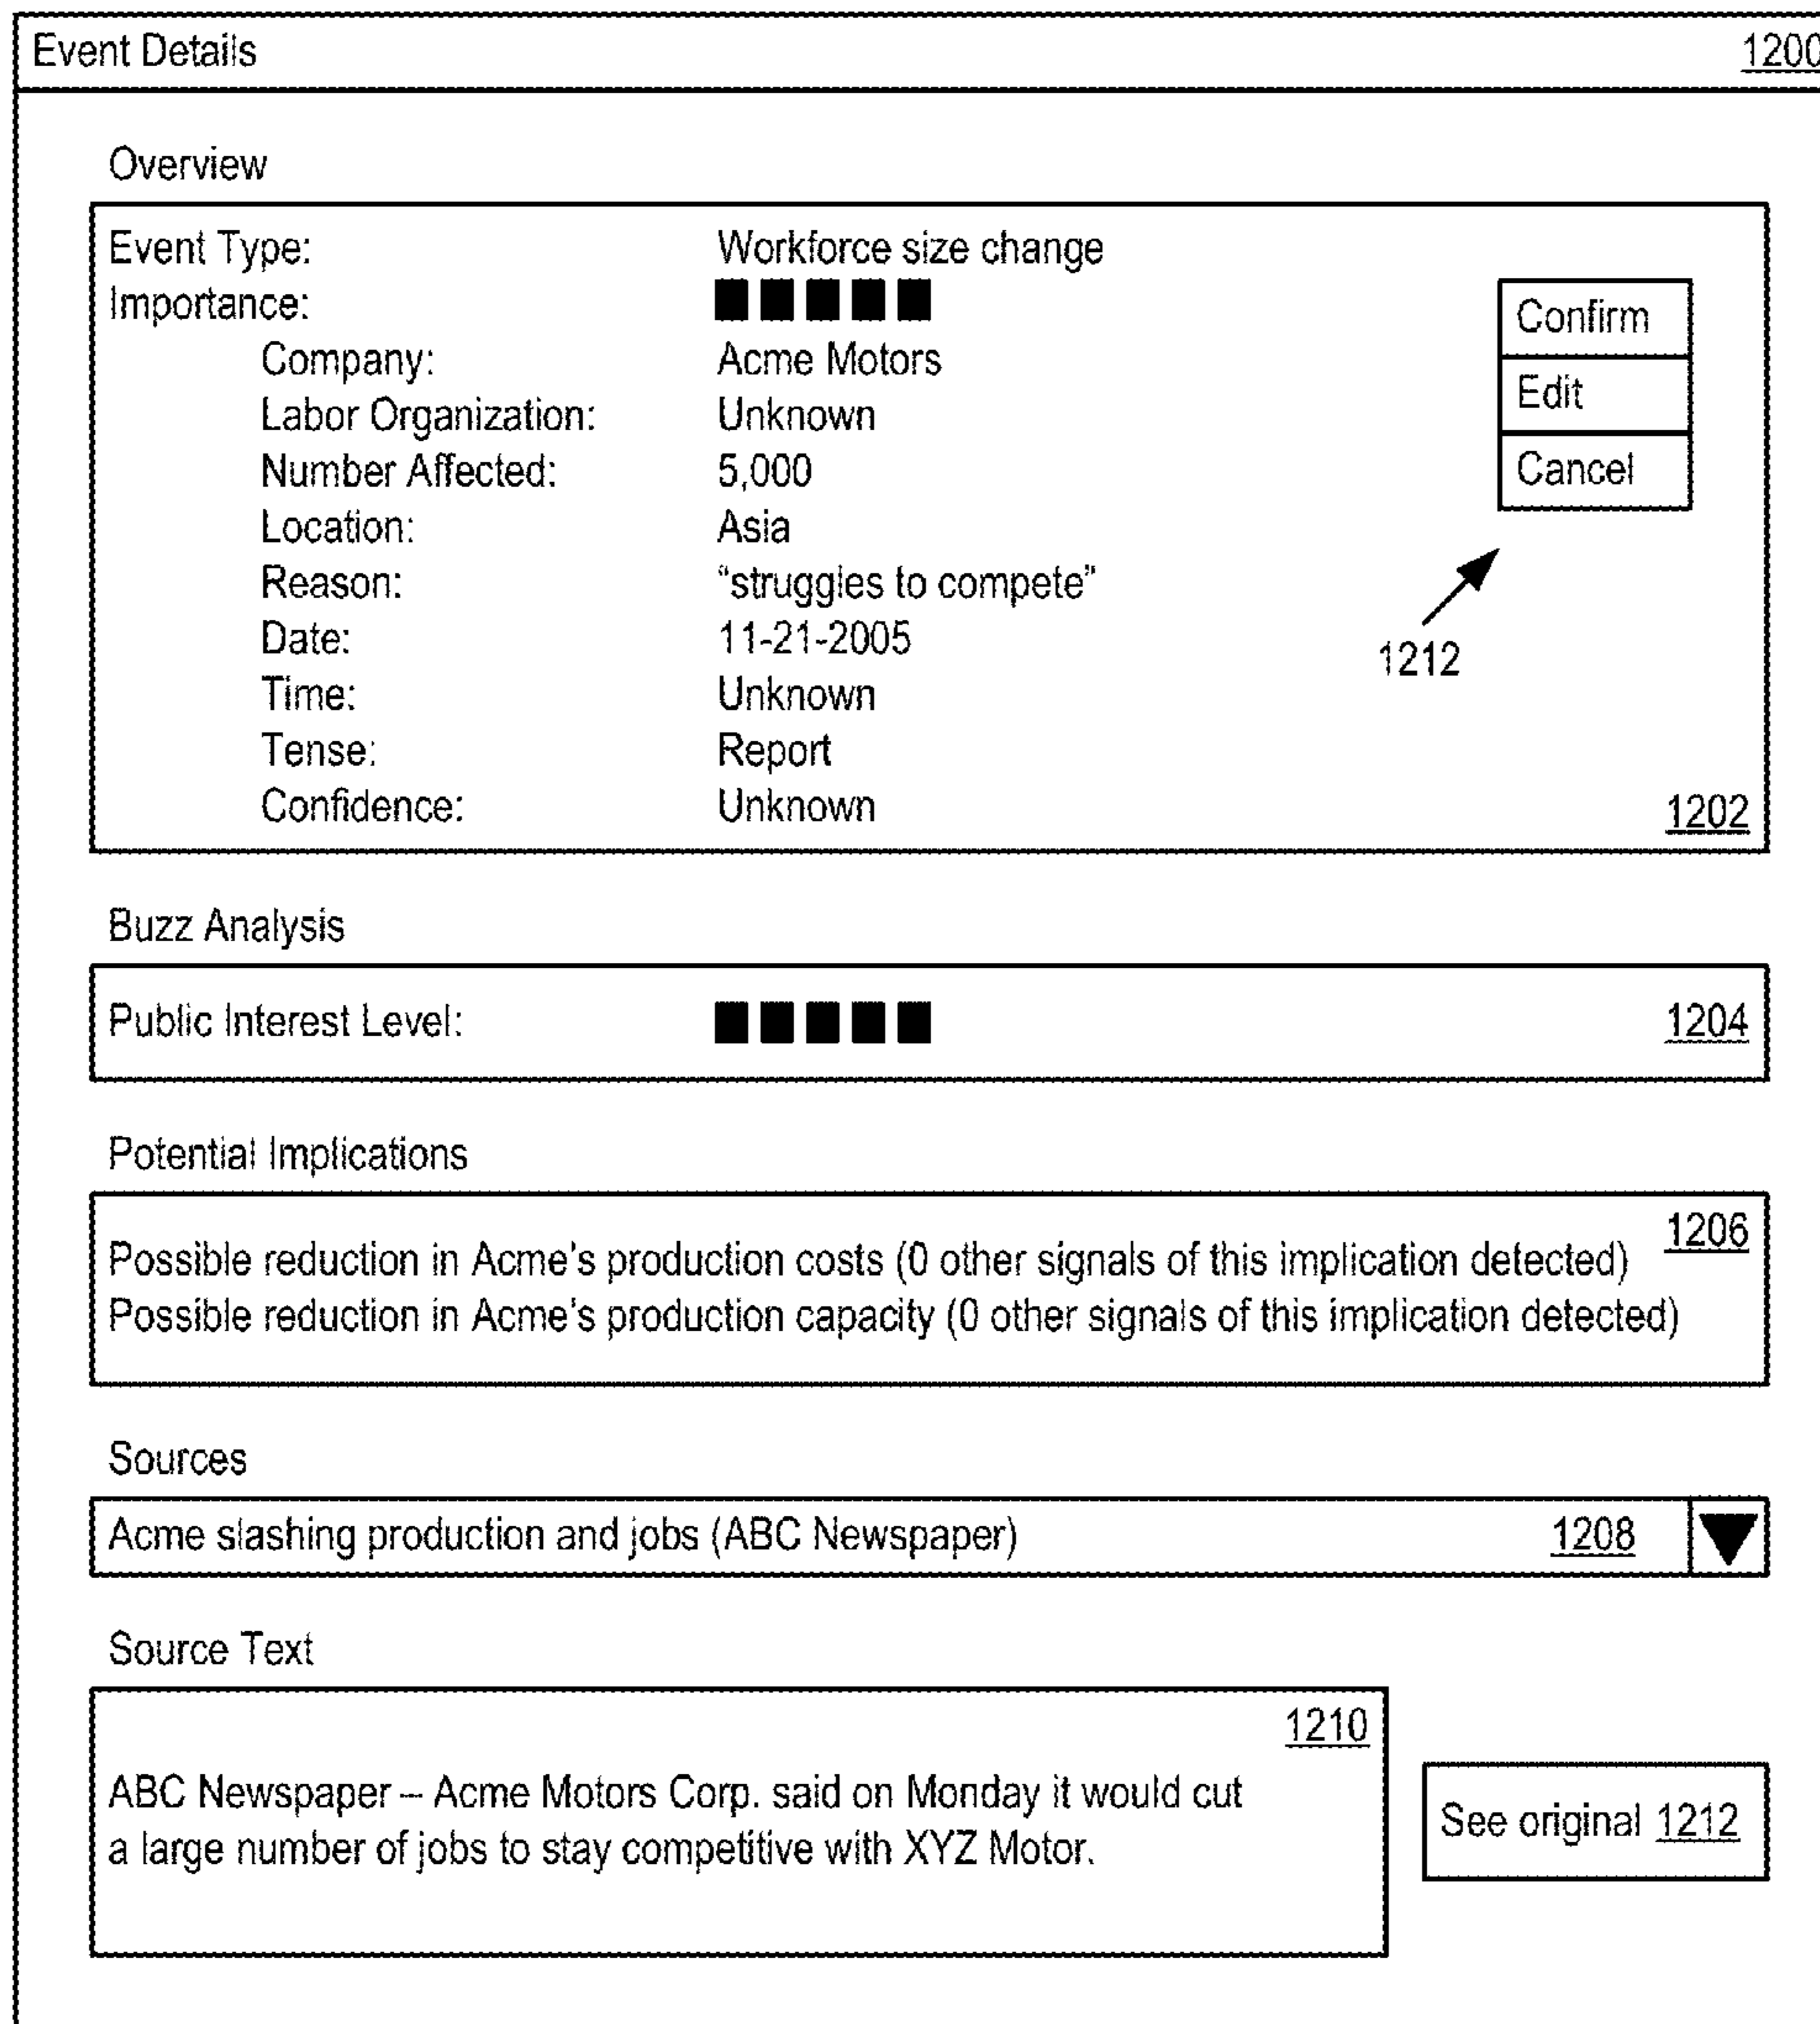 Event Details 1200
Overview
Event Type: Workforce size change
Importance:
Confirm
Company: Acme Motors
Edit
Labor Organization: Unknown
Number Affected: 5,000
Cancel
Location: Asia
Reason: “struggles to compete”
Date: 11-21-2005
1212
Time: Unknown
Tense: Report
Confidence: Unknown
1202
Buzz Analysis
Public Interest Level: 1204
Potential Implications
1206
Possible reduction in Acme's production costs (0 other signals of this implication detected)
Possible reduction in Acme's production capacity (0 other signals of this implication detected)
Sources
Acme slashing production and jobs (ABC Newspaper) 1208
Source Text
1210
ABC Newspaper – Acme Motors Corp. said on Monday it would cut
a large number of jobs to stay competitive with XYZ Motor.
See original 1212